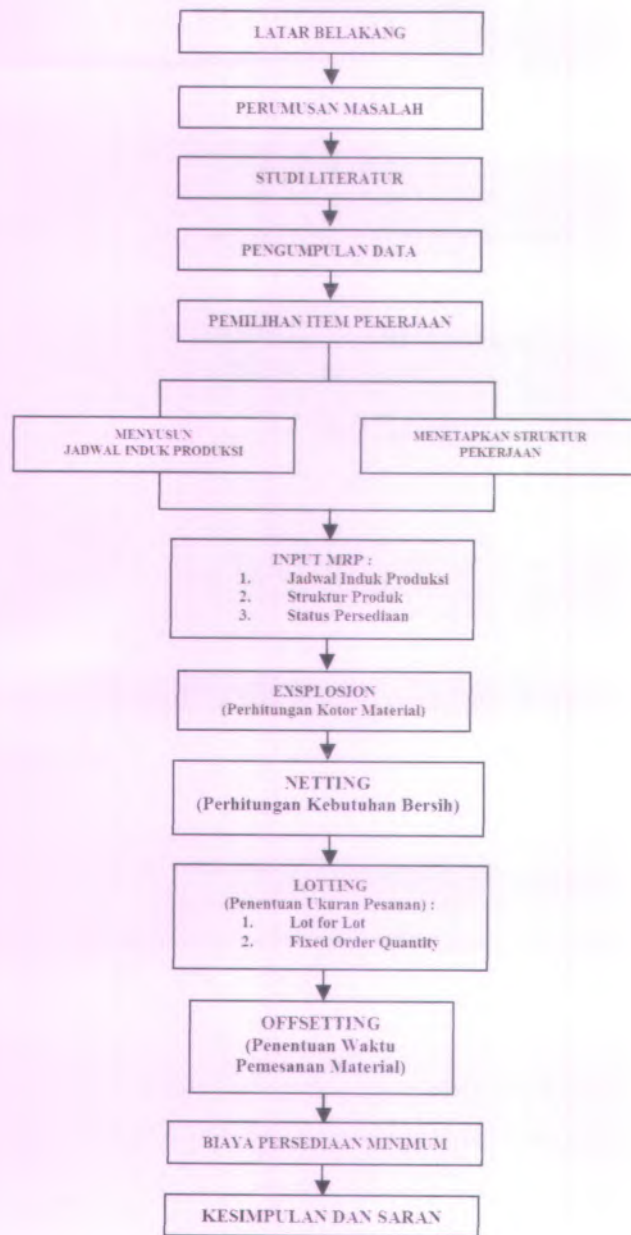 LATAR BELAKANG
PERUMUSAN MASALAH
STUDI LITERATUR
PENGUMPULAN DATA
PEMILIHAN ITEM PEKERJAAN
MENYUSUN
JADWAL INDUK PRODUKSI
MENETAPKAN STRUKTUR
PEKERJAAN
INPUT MRP :
1. Jadwal Induk Produksi
2. Struktur Produk
3. Status Persediaan
EXSPLOSION
(Perhitungan Kotor Material)
NETTING
(Perhitungan Kebutuhan Bersih)
LOTTING
(Penentuan Ukuran Pesanan) :
1. Lot for Lot
2. Fixed Order Quantity
OFFSETTING
(Penentuan Waktu
Pemesanan Material)
BIAYA PERSEDIAAN MINIMUM
KESIMPULAN DAN SARAN